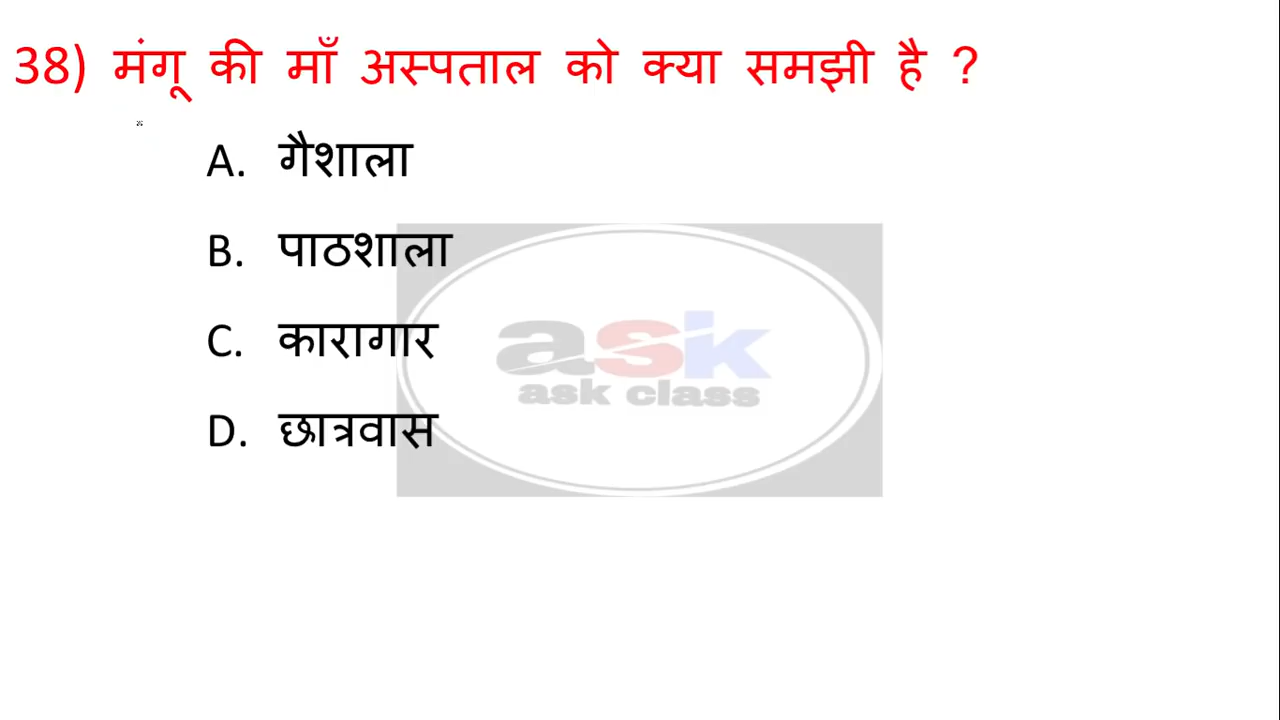 38) मंगू की माँ अस्पताल को क्या समझी है ?
A. गैशाला
B. पाठशाला
C. कारागार
D. छात्रवास
ask
ask class